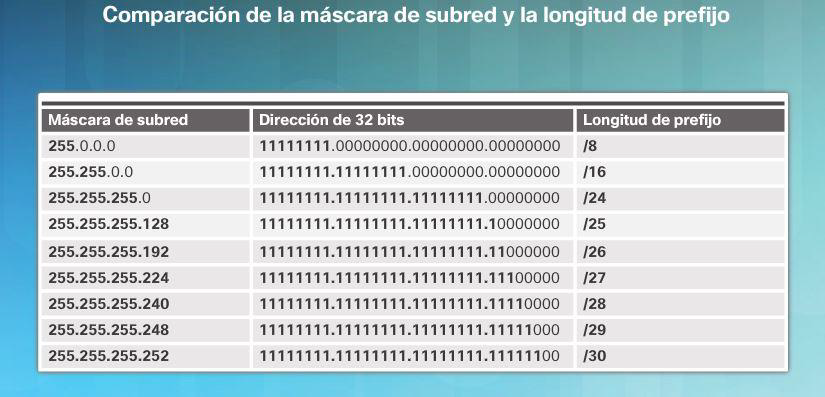 Comparación de la máscara de subred y la longitud de prefijo
Máscara de subred Dirección de 32 bits Longitud de prefijo
255.0.0.0 11111111.00000000.00000000.00000000 /8
255.255.0.0 11111111.11111111.00000000.00000000 /16
255.255.255.0 11111111.11111111.11111111.00000000 /24
255.255.255.128 11111111.11111111.11111111.10000000 /25
255.255.255.192 11111111.11111111.11111111.11000000 /26
255.255.255.224 11111111.11111111.11111111.11100000 /27
255.255.255.240 11111111.11111111.11111111.11110000 /28
255.255.255.248 11111111.11111111.11111111.11111000 /29
255.255.255.252 11111111.11111111.11111111.11111100 /30